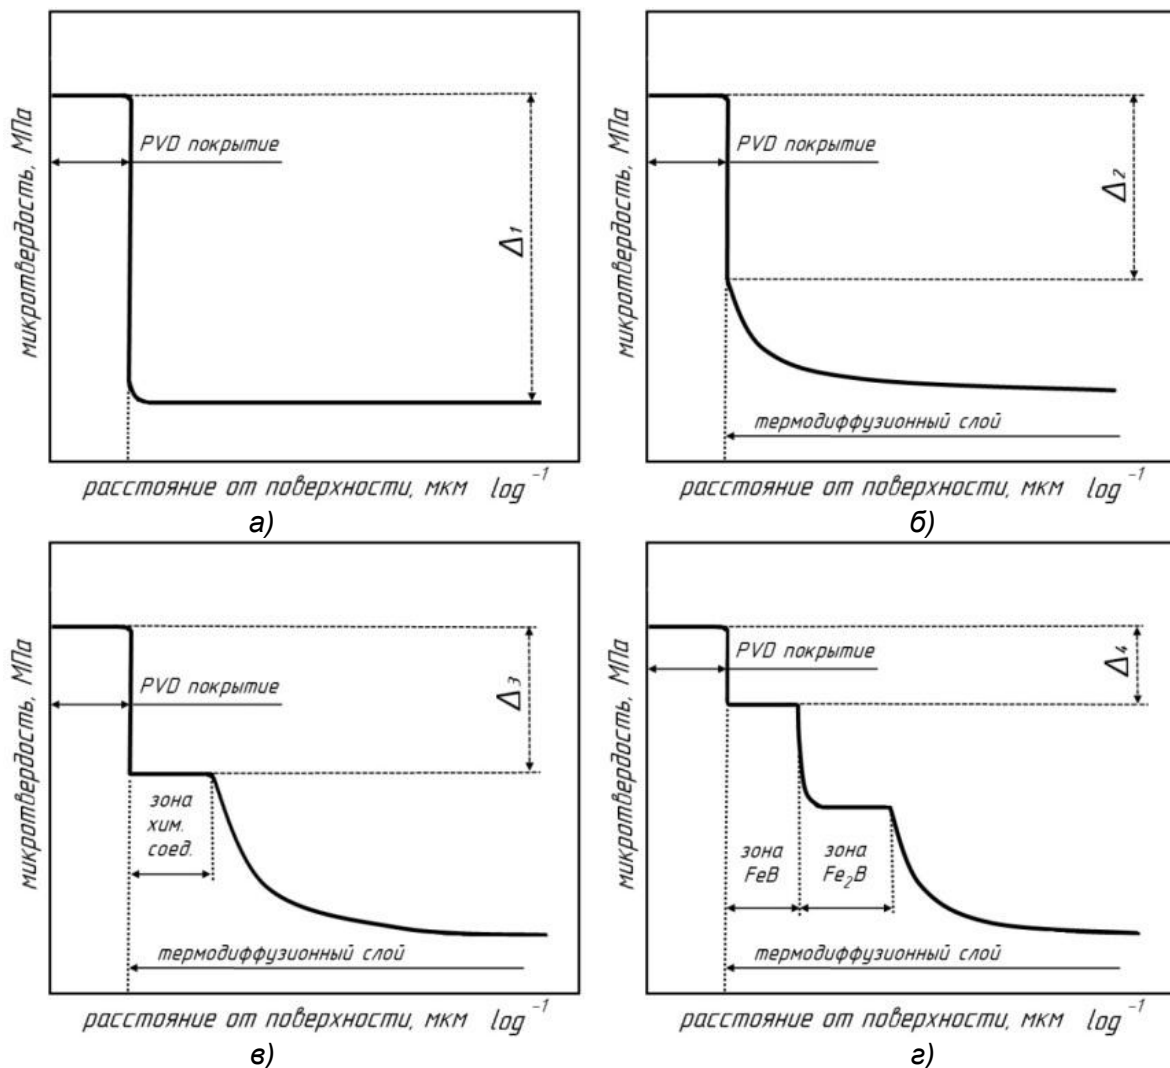 микротвердость, МПа
PVD покрытие
Δ₁
расстояние от поверхности, мкм log⁻¹
а)
микротвердость, МПа
PVD покрытие
Δ₂
термодиффузионный слой
расстояние от поверхности, мкм log⁻¹
б)
микротвердость, МПа
PVD покрытие
Δ₃
зона
хим.
соед.
термодиффузионный слой
расстояние от поверхности, мкм log⁻¹
в)
микротвердость, МПа
PVD покрытие
Δ₄
зона
FeB
зона
Fe₂B
термодиффузионный слой
расстояние от поверхности, мкм log⁻¹
г)